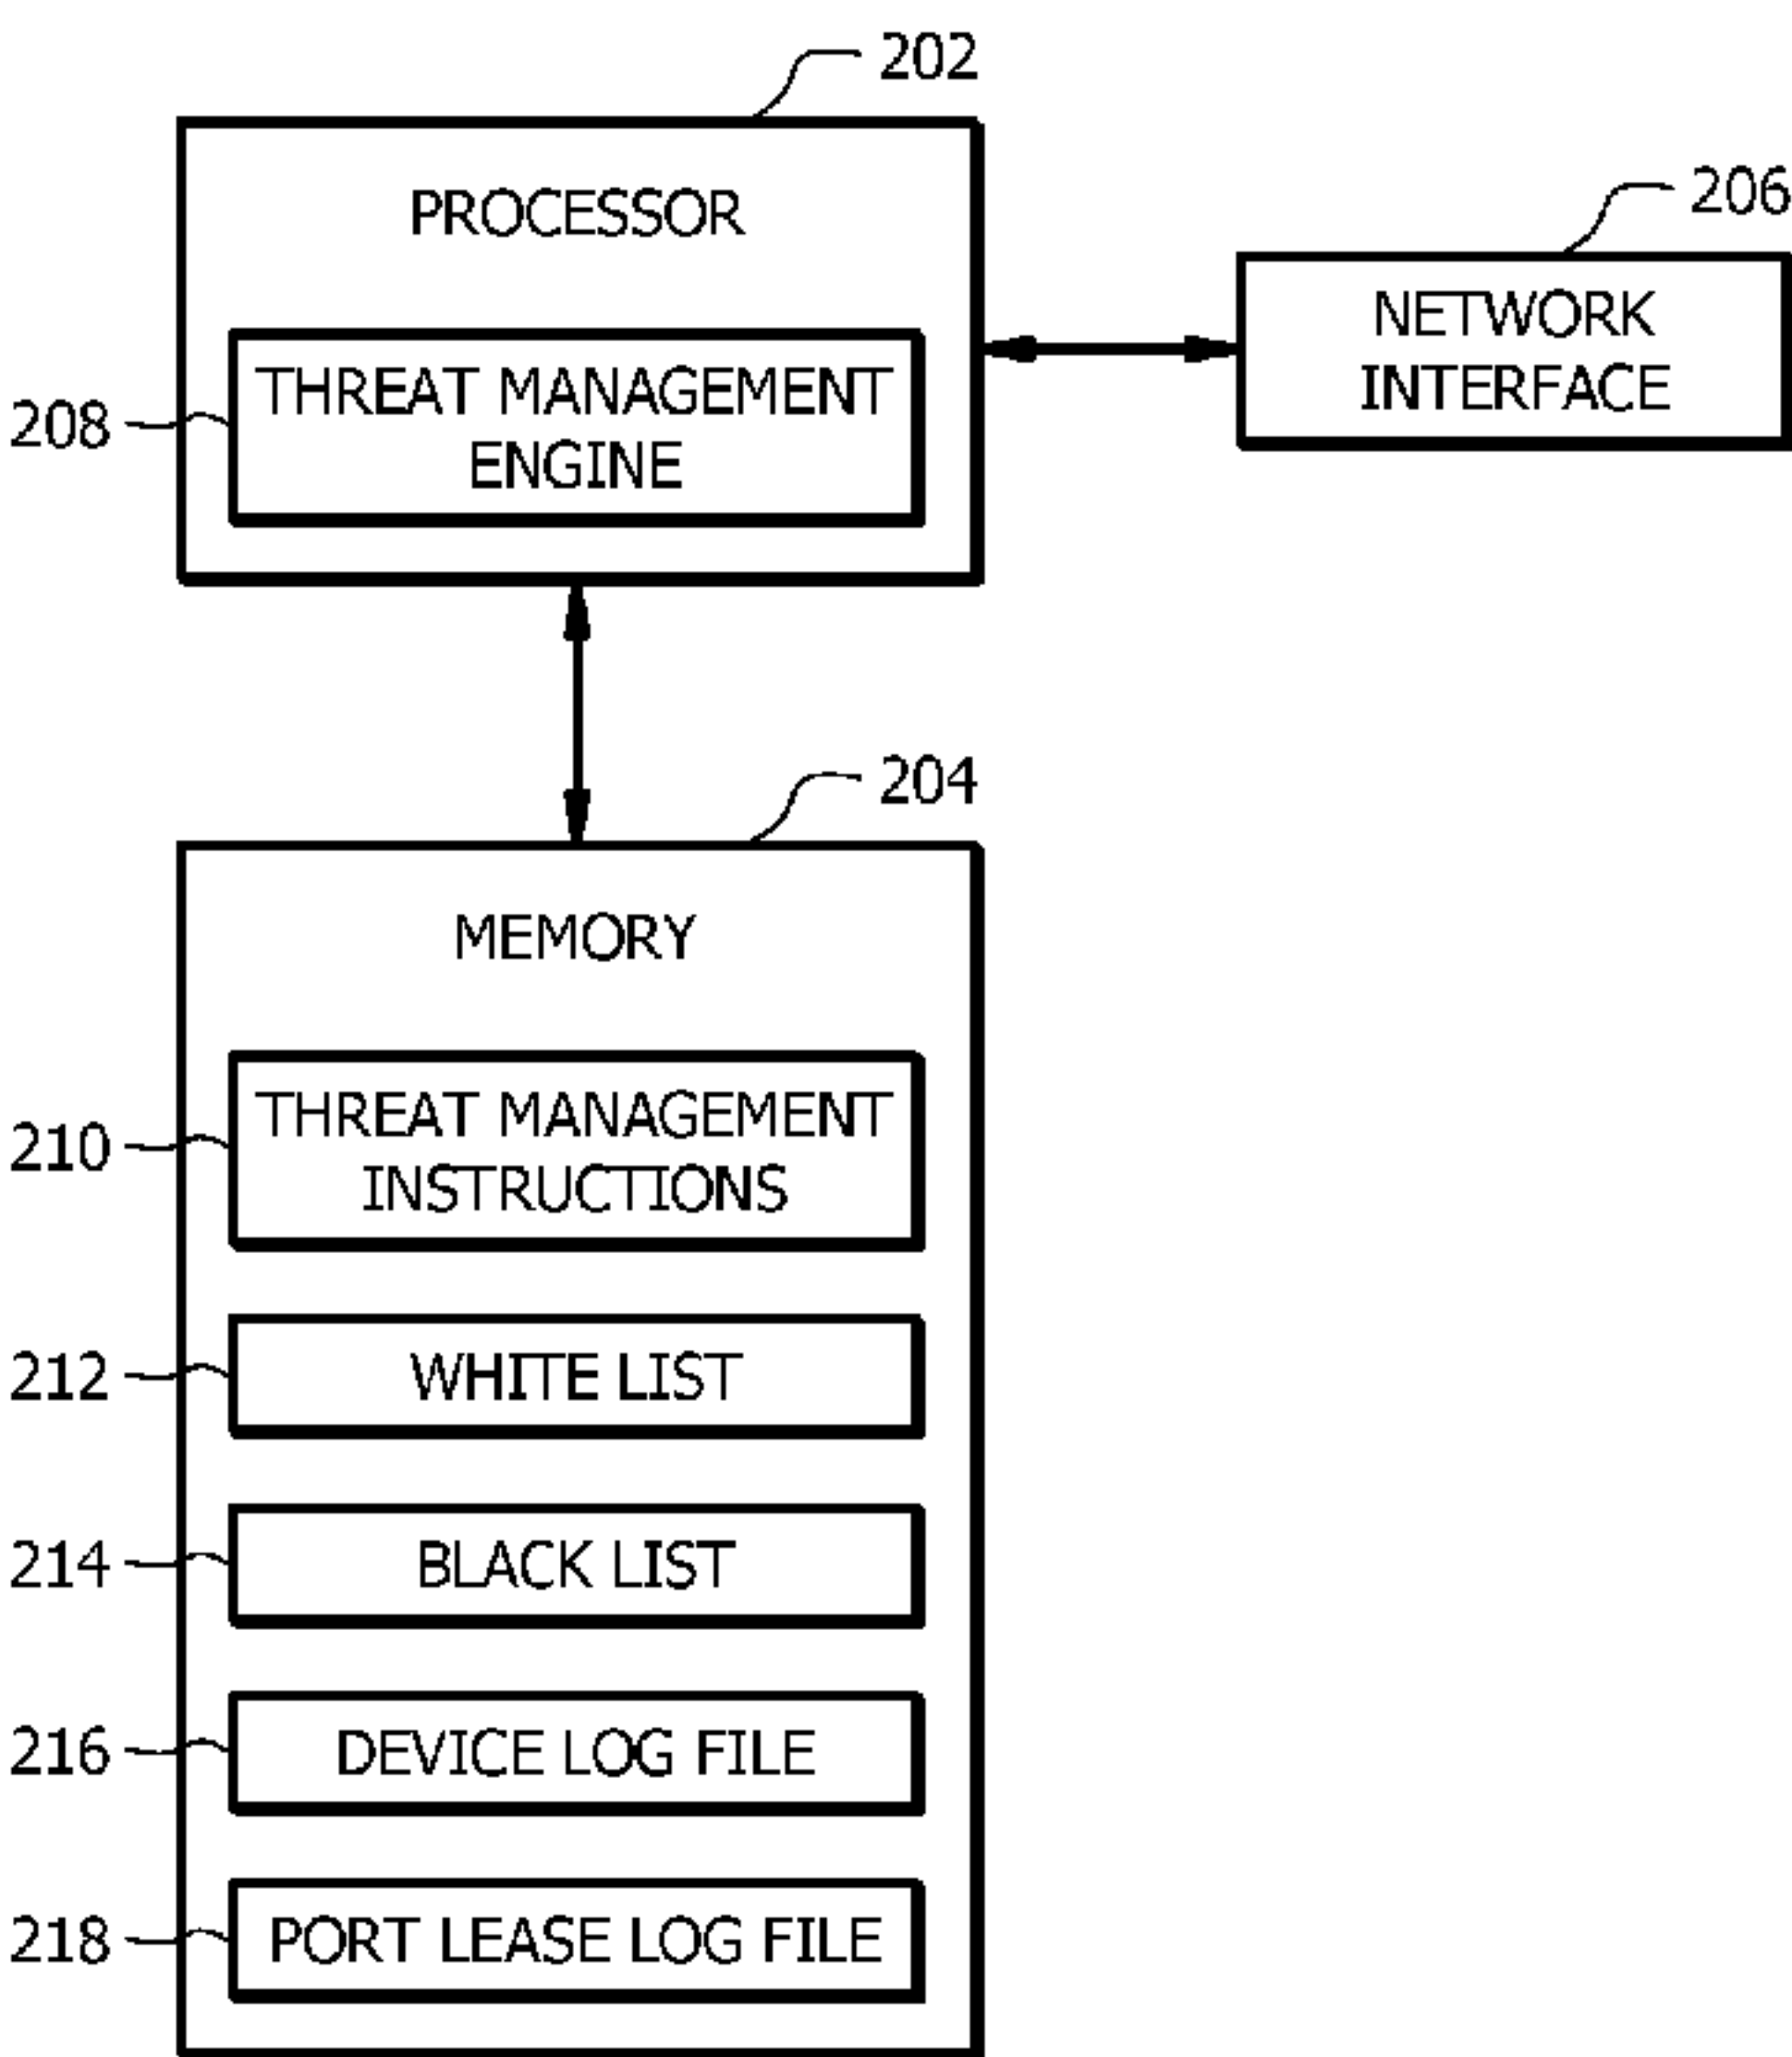 202
PROCESSOR
206
NETWORK
INTERFACE
208
THREAT MANAGEMENT
ENGINE
204
MEMORY
210
THREAT MANAGEMENT
INSTRUCTIONS
212
WHITE LIST
214
BLACK LIST
216
DEVICE LOG FILE
218
PORT LEASE LOG FILE